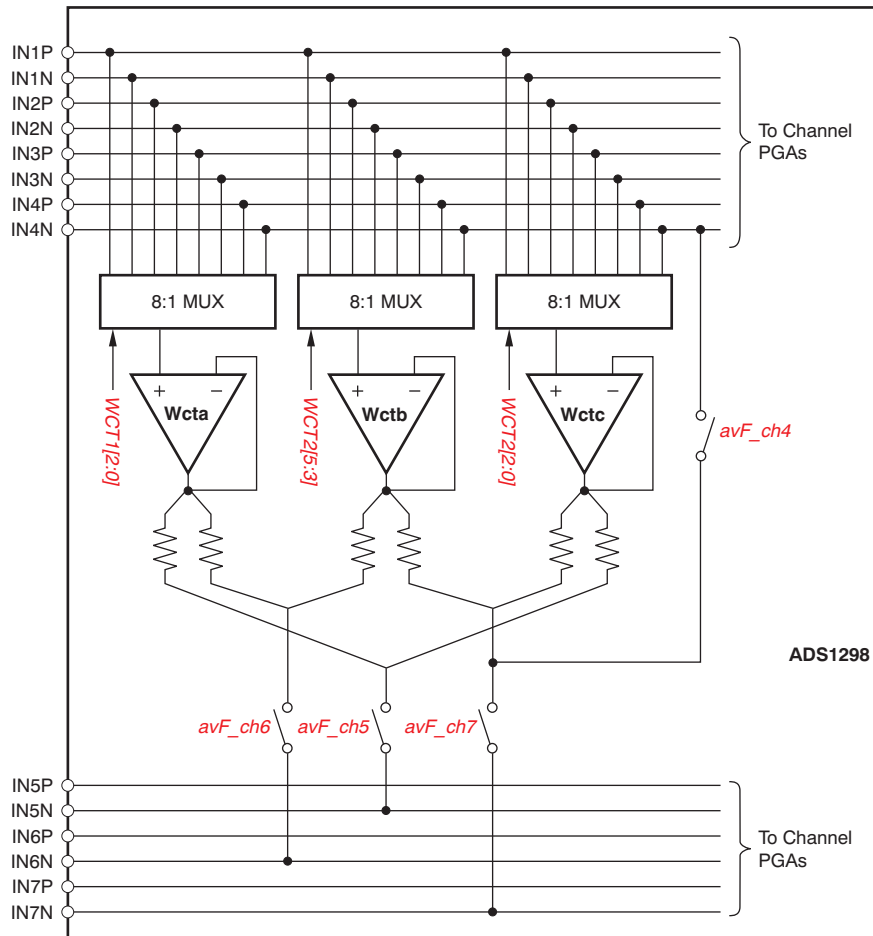 IN1P
IN1N
IN2P
IN2N
IN3P
IN3N
IN4P
IN4N
To Channel
PGAs
8:1 MUX
8:1 MUX
8:1 MUX
WCT1[2:0]
+
−
Wcta
WCT2[5:3]
+
−
Wctb
WCT2[2:0]
+
−
Wctc
avF_ch4
ADS1298
avF_ch6
avF_ch5
avF_ch7
IN5P
IN5N
IN6P
IN6N
IN7P
IN7N
To Channel
PGAs